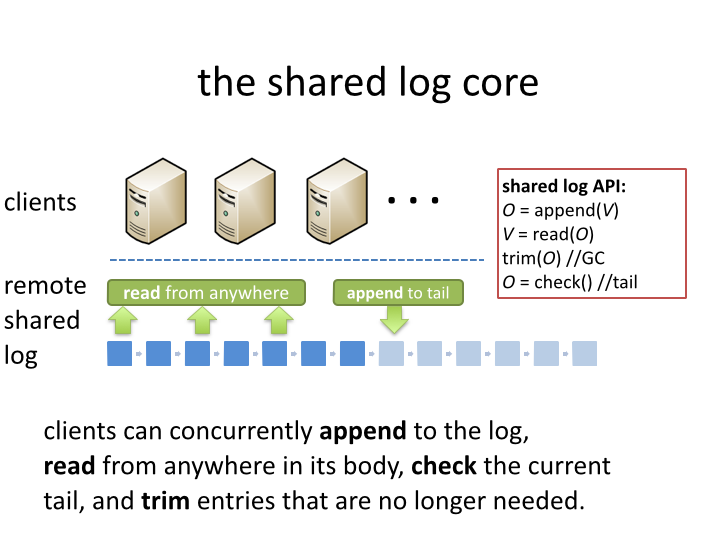 the shared log core
clients
. . .
shared log API:
O = append(V)
V = read(O)
trim(O) //GC
O = check() //tail
remote
shared
log
read from anywhere
append to tail
clients can concurrently append to the log,
read from anywhere in its body, check the current
tail, and trim entries that are no longer needed.